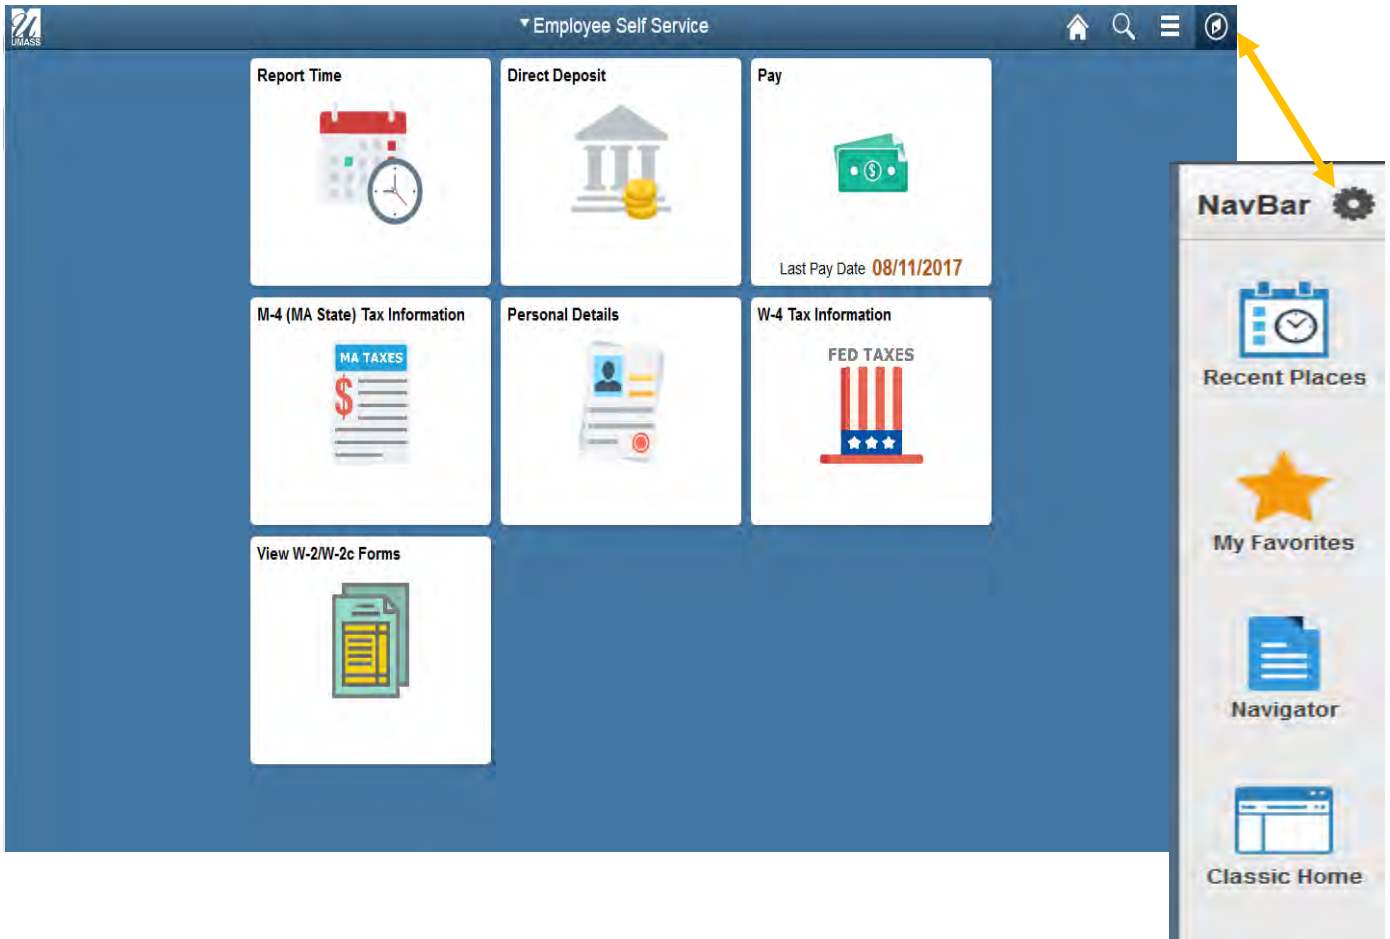 UMASS
Employee Self Service
Report Time
Direct Deposit
Pay
Last Pay Date 08/11/2017
M-4 (MA State) Tax Information
MA TAXES
$
Personal Details
W-4 Tax Information
FED TAXES
View W-2/W-2c Forms
NavBar
Recent Places
My Favorites
Navigator
Classic Home